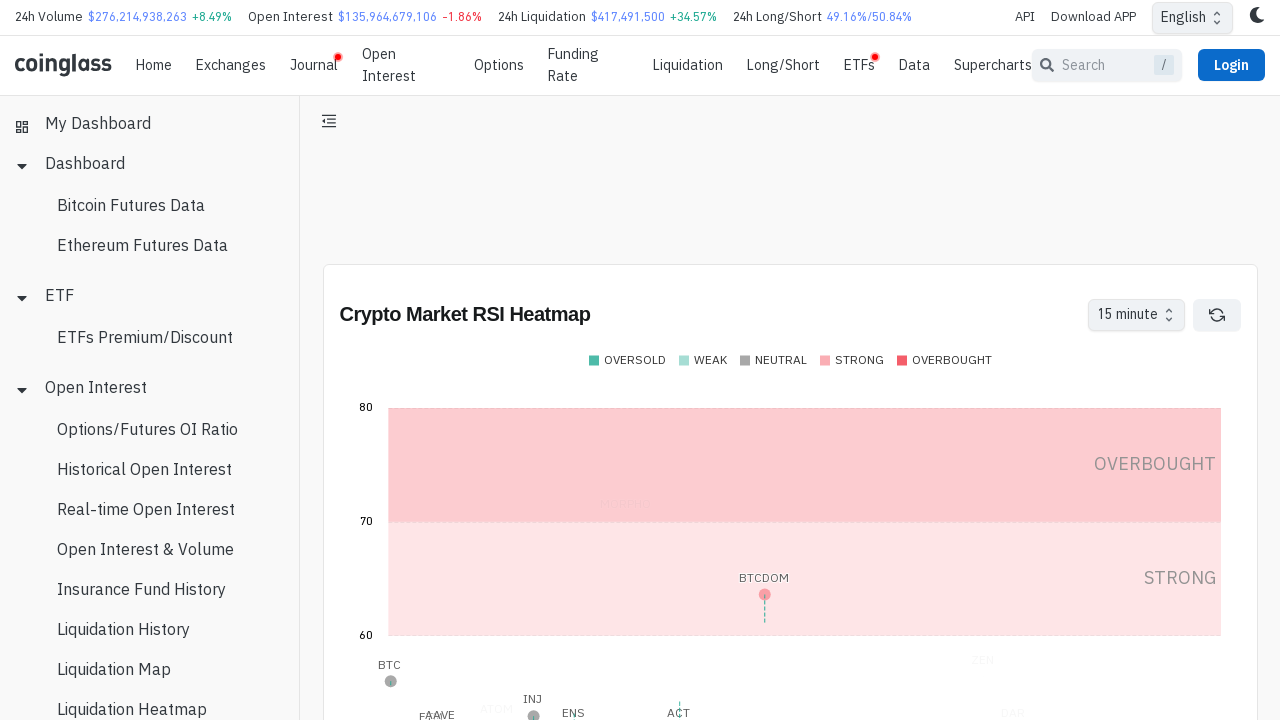 24h Volume $276,214,938,263 +8.49% Open Interest $135,964,679,106 -1.86% 24h Liquidation $417,491,500 +34.57% 24h Long/Short 49.16%/50.84% API Download APP English
coinglass Home Exchanges Journal Open Interest Options Funding Rate Liquidation Long/Short ETFs Data Supercharts Search / Login
My Dashboard
Dashboard
Bitcoin Futures Data
Ethereum Futures Data
ETF
ETFs Premium/Discount
Open Interest
Options/Futures OI Ratio
Historical Open Interest
Real-time Open Interest
Open Interest & Volume
Insurance Fund History
Liquidation History
Liquidation Map
Liquidation Heatmap
Crypto Market RSI Heatmap 15 minute
OVERSOLD WEAK NEUTRAL STRONG OVERBOUGHT
80
OVERBOUGHT
70
STRONG
BTCDOM
60
BTC
INJ
ATOM
AAVE ENS ACT